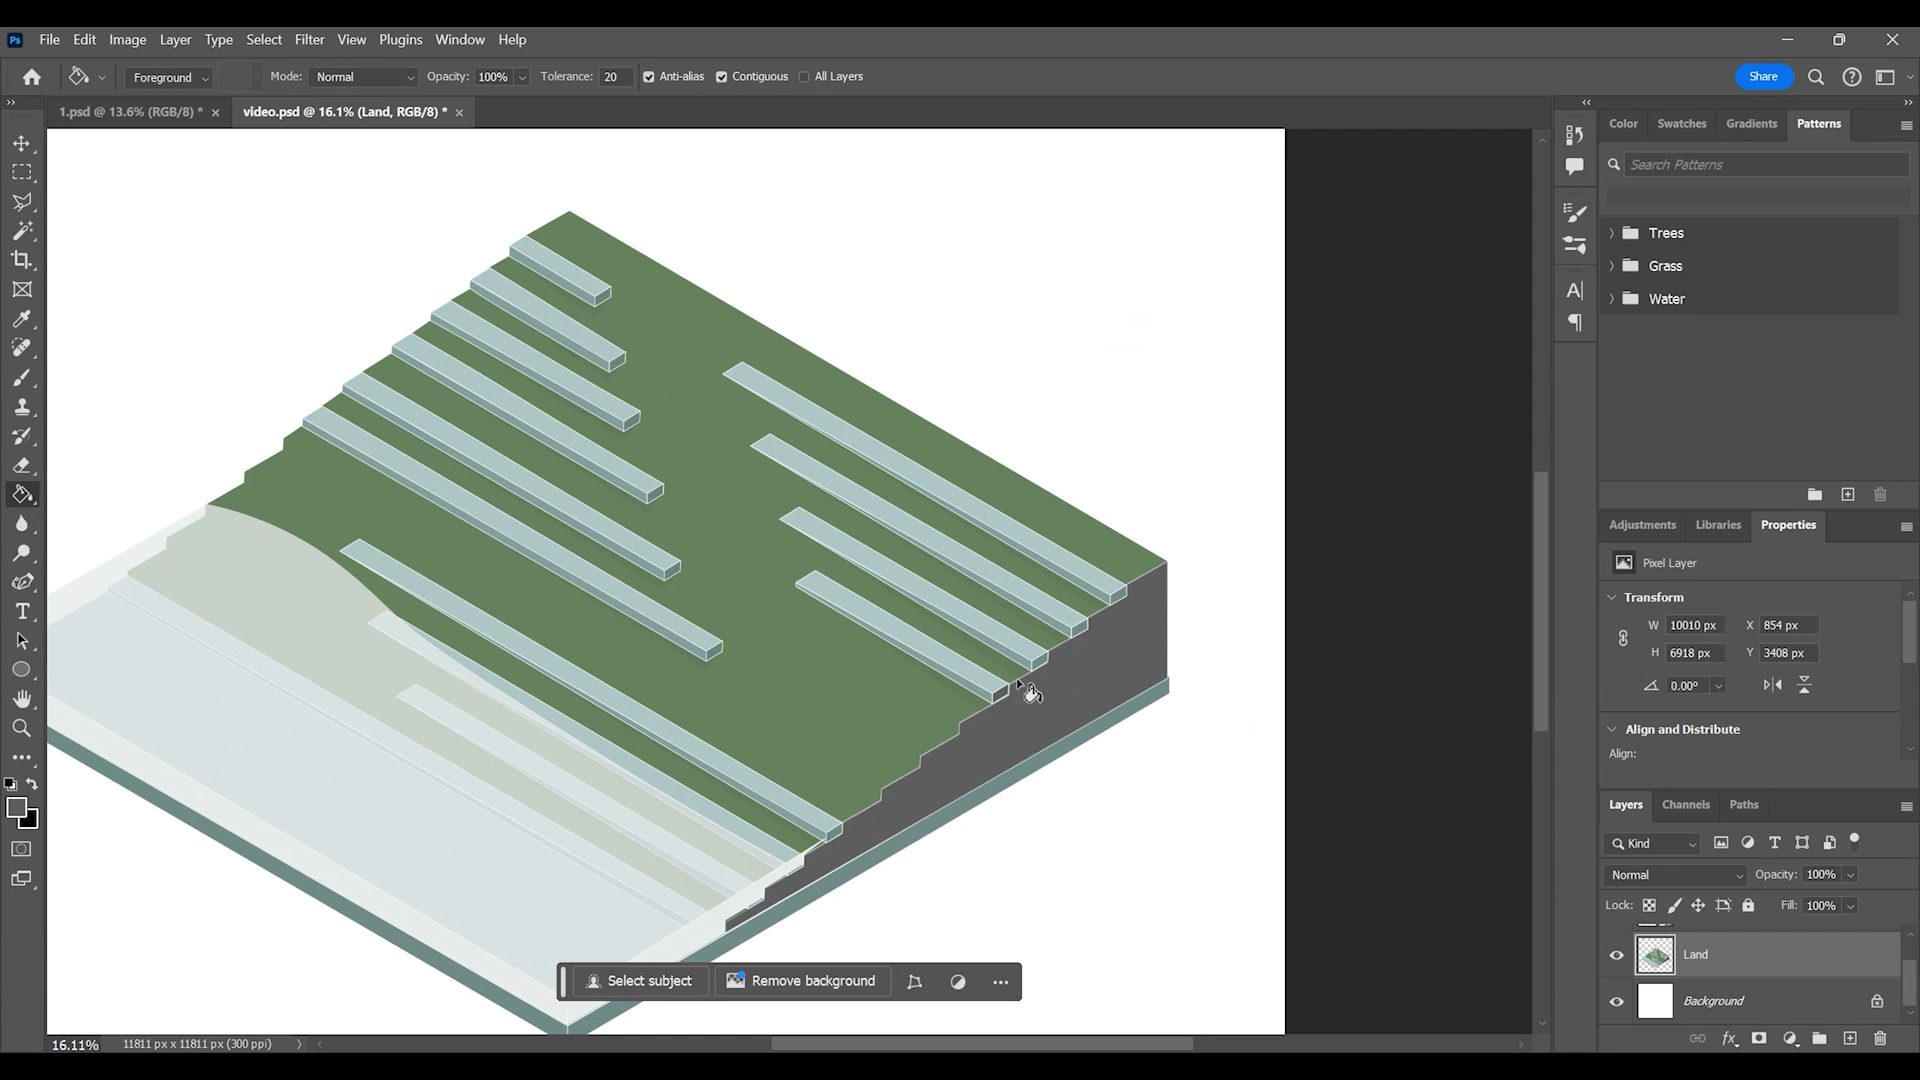 Ps File Edit Image Layer Type Select Filter View Plugins Window Help
Foreground Mode: Normal Opacity: 100% Tolerance: 20 Anti-alias Contiguous All Layers Share
1.psd @ 13.6% (RGB/8) * video.psd @ 16.1% (Land, RGB/8) *
Color Swatches Gradients Patterns
Search Patterns
Trees
Grass
Water
Adjustments Libraries Properties
Pixel Layer
Transform
W 10010 px X 854 px
H 6918 px Y 3408 px
0.00°
Align and Distribute
Align:
Layers Channels Paths
Kind
Normal Opacity: 100%
Lock: Fill: 100%
Land
Background
Select subject Remove background
16.11% 11811 px x 11811 px (300 ppi)